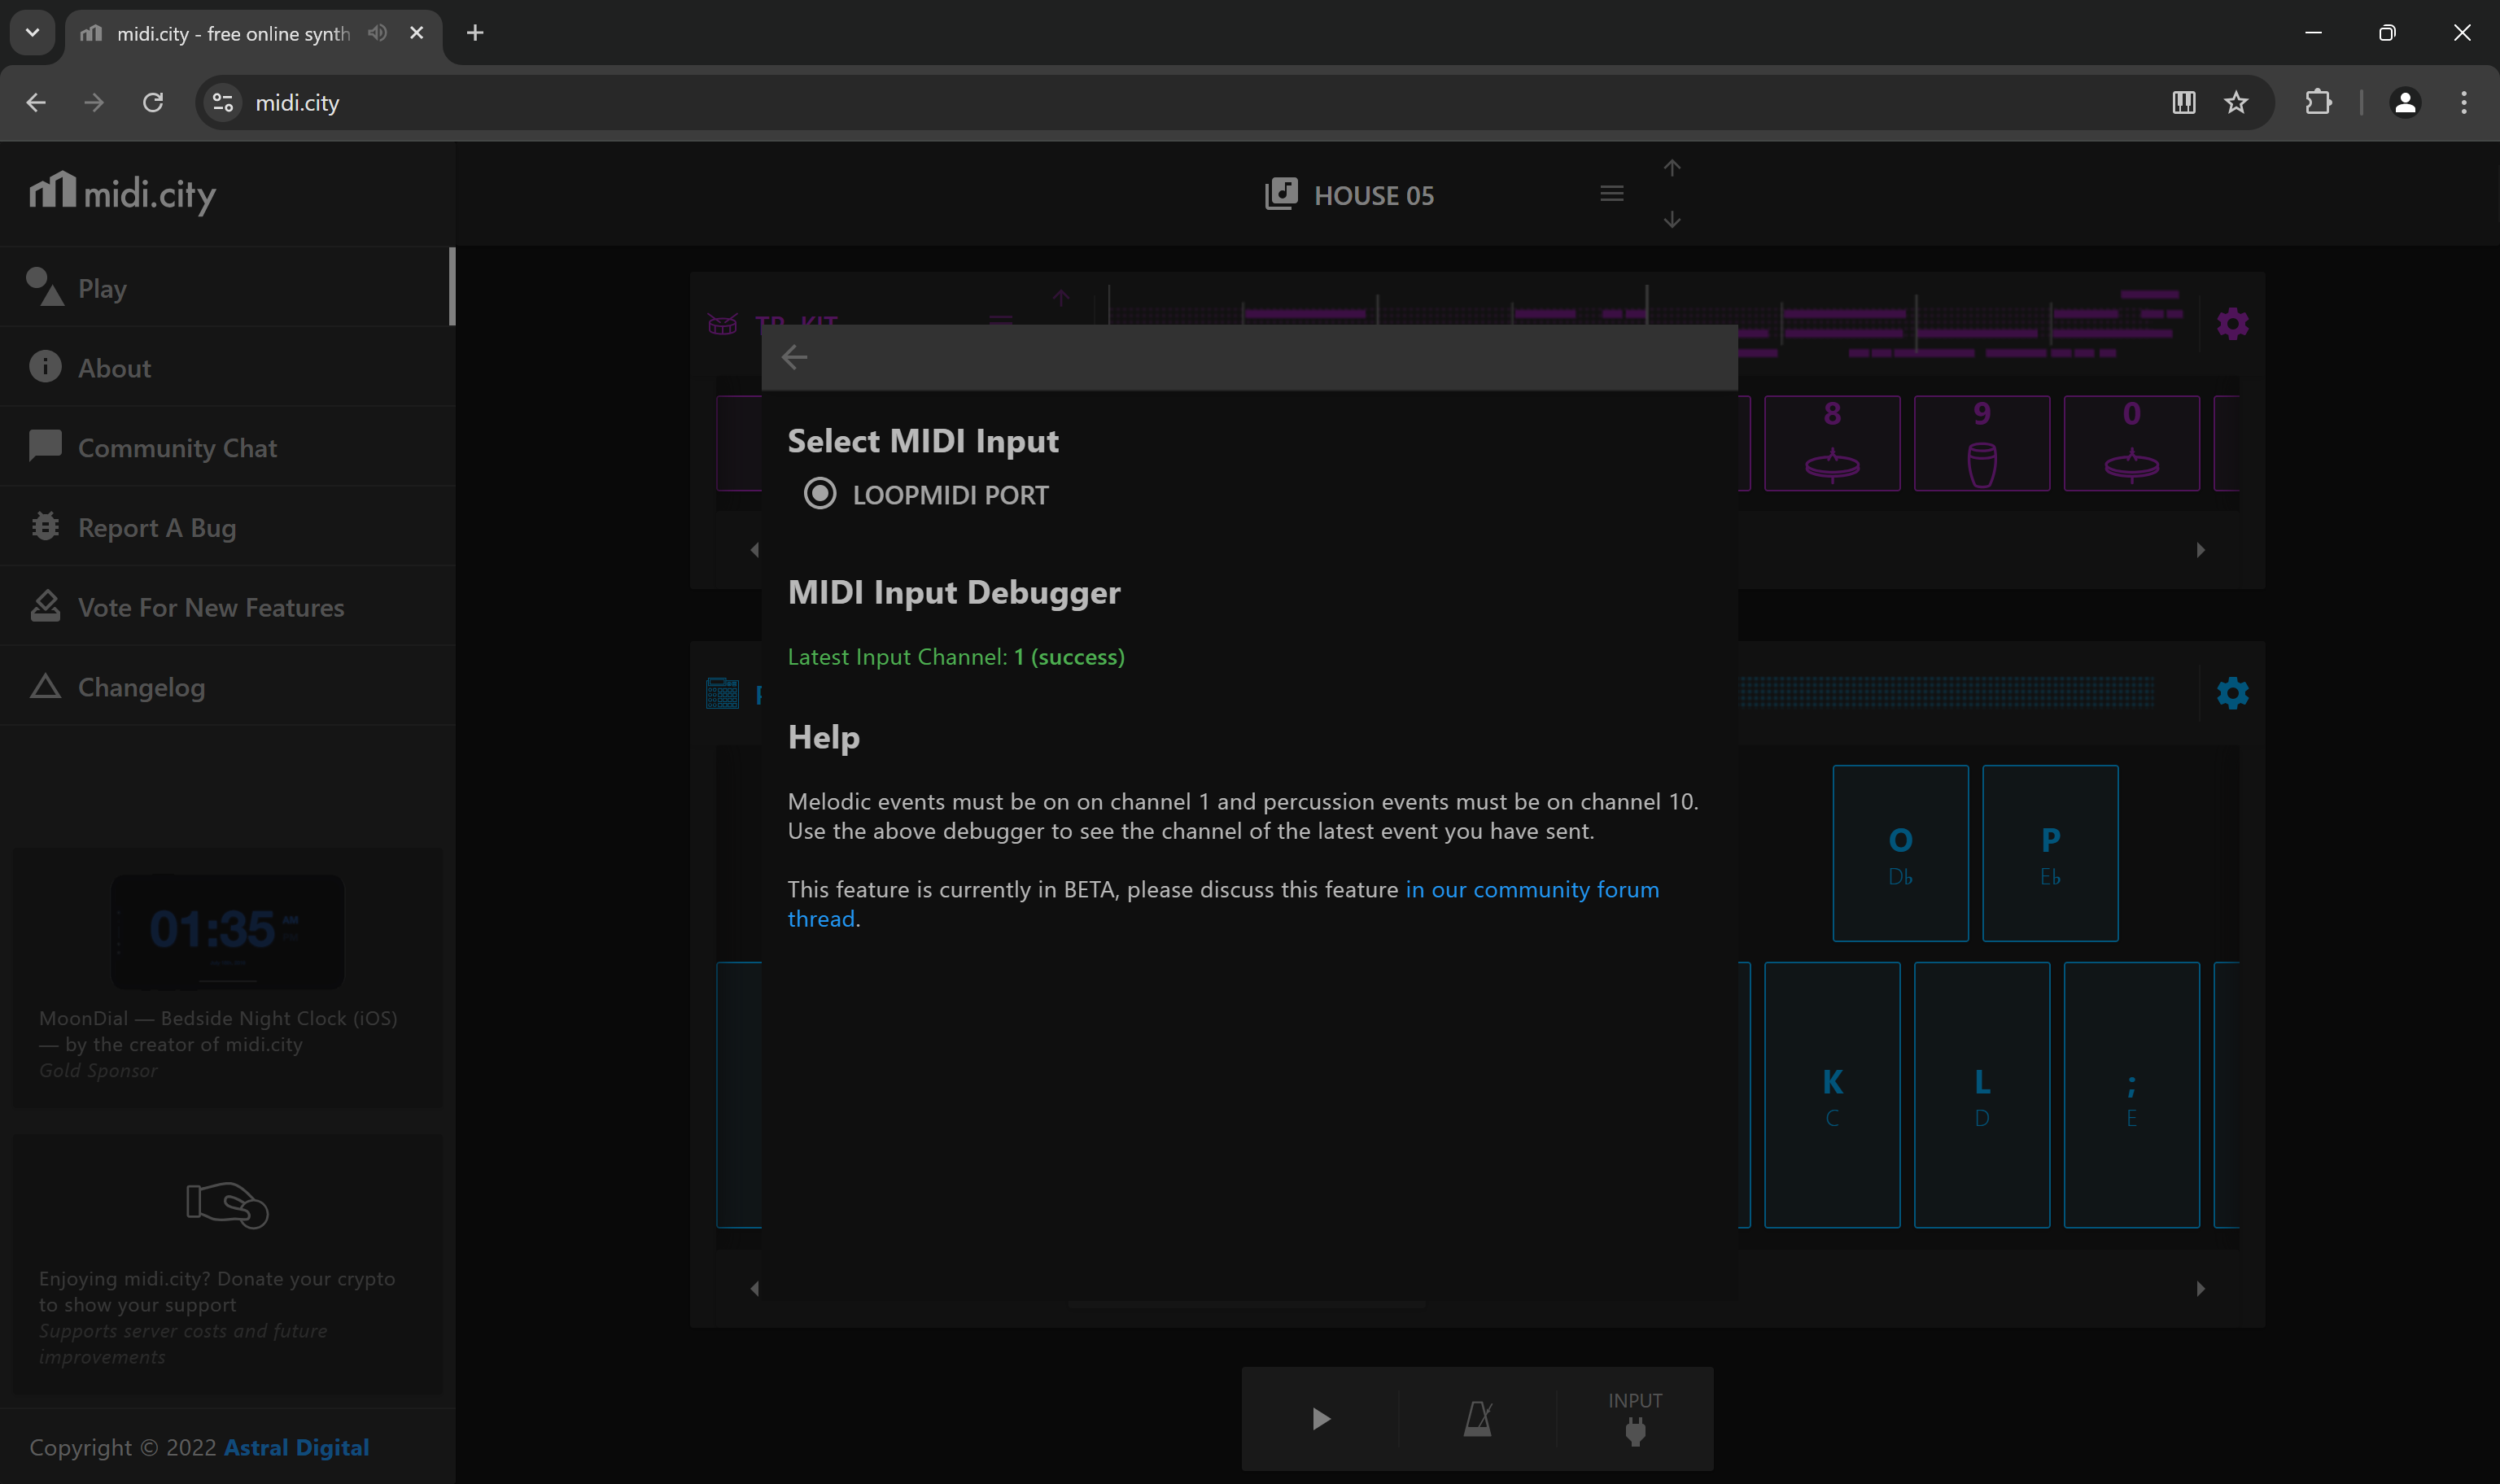 midi.city - free online synth
midi.city
midi.city
Play
About
Community Chat
Report A Bug
Vote For New Features
Changelog
01:35 AM
MoonDial — Bedside Night Clock (iOS)
— by the creator of midi.city
Gold Sponsor
Enjoying midi.city? Donate your crypto
to show your support
Supports server costs and future
improvements
Copyright © 2022 Astral Digital
HOUSE 05
8
9
0
Select MIDI Input
LOOPMIDI PORT
MIDI Input Debugger
Latest Input Channel: 1 (success)
Help
Melodic events must be on on channel 1 and percussion events must be on channel 10.
Use the above debugger to see the channel of the latest event you have sent.
This feature is currently in BETA, please discuss this feature in our community forum
thread.
O
D♭
P
E♭
K
C
L
D
;
E
INPUT